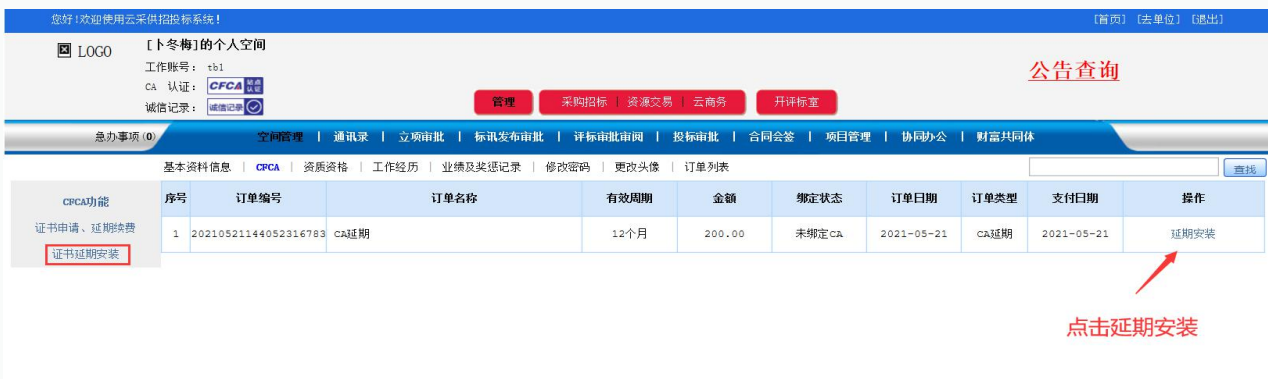 您好!欢迎使用云采供招投标系统! [首页] [去单位] [退出]
LOGO
[卜冬梅]的个人空间
工作账号: tb1
CA 认证: CFCA 站点认证
诚信记录: 诚信记录
公告查询
管理 采购招标 | 资源交易 | 云商务 开评标室
急办事项(0) 空间管理 | 通讯录 | 立项审批 | 标讯发布审批 | 评标审批审阅 | 投标审批 | 合同会签 | 项目管理 | 协同办公 | 财富共同体
基本资料信息 | CFCA | 资质资格 | 工作经历 | 业绩及奖惩记录 | 修改密码 | 更改头像 | 订单列表 查找
CFCA功能
证书申请、延期续费
证书延期安装
序号 订单编号 订单名称 有效周期 金额 绑定状态 订单日期 订单类型 支付日期 操作
1 20210521144052316783 CA延期 12个月 200.00 未绑定CA 2021-05-21 CA延期 2021-05-21 延期安装
点击延期安装